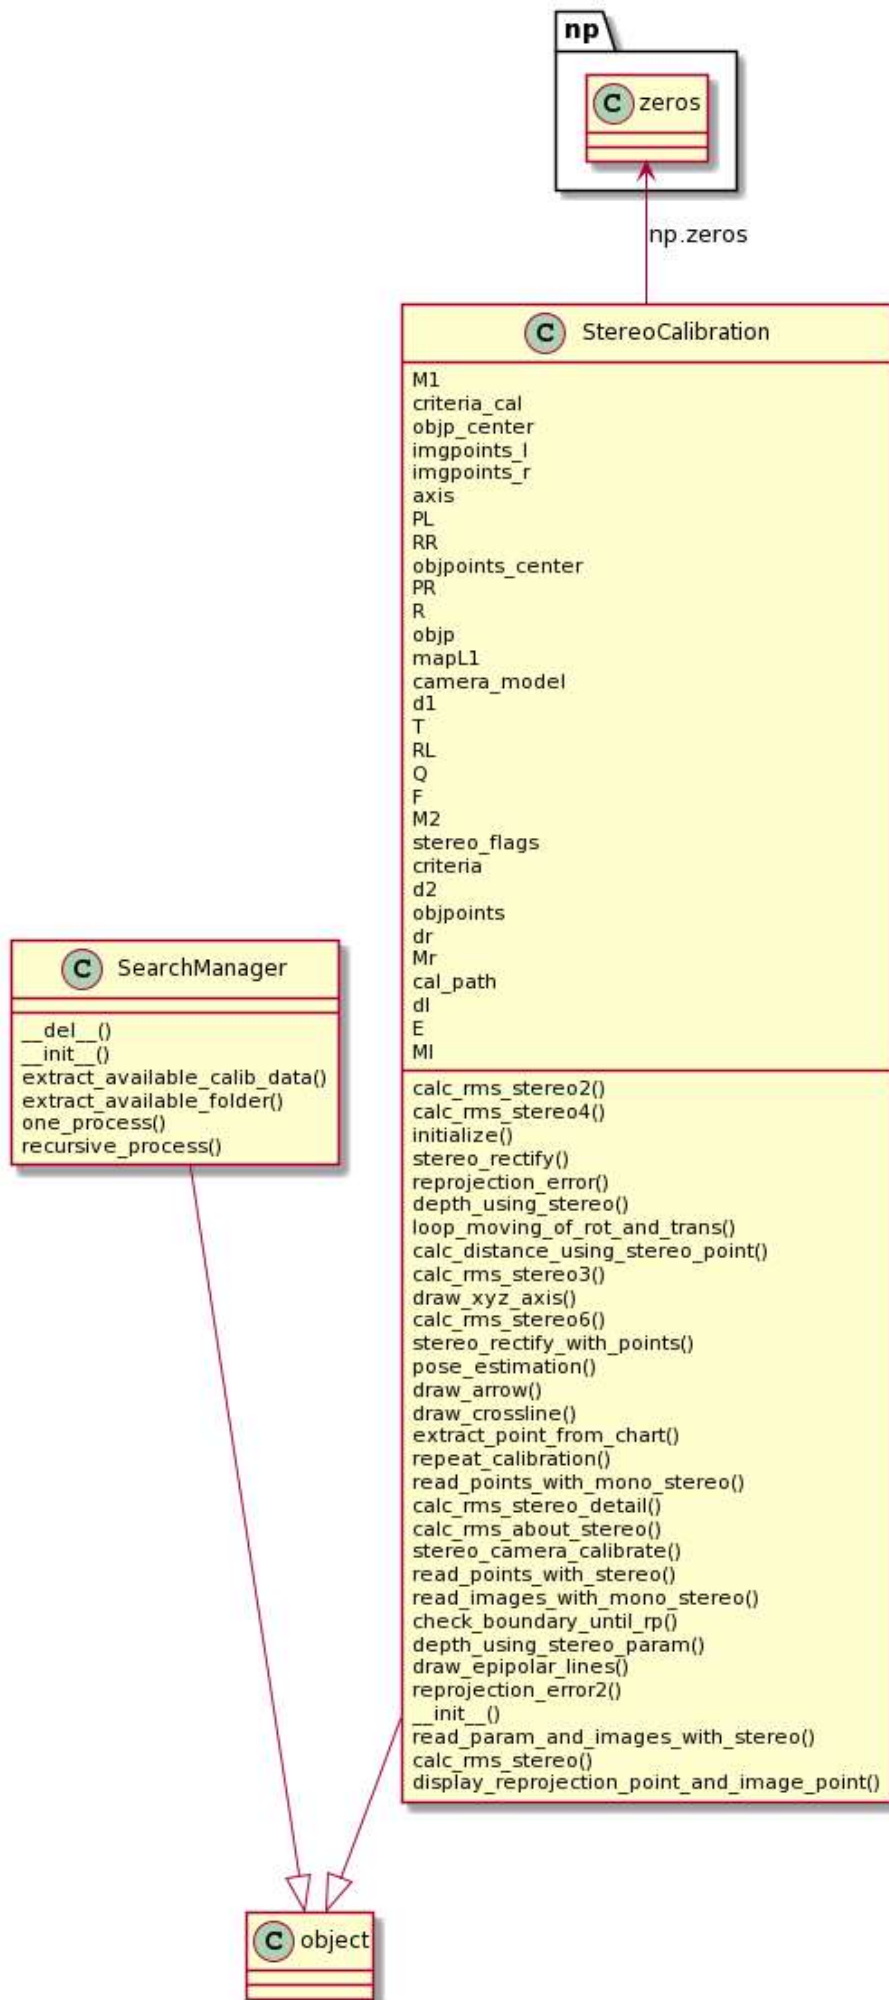 np
C zeros
np.zeros
C StereoCalibration
M1
criteria_cal
objp_center
imgpoints_l
imgpoints_r
axis
PL
RR
objpoints_center
PR
R
objp
mapL1
camera_model
d1
T
RL
Q
F
M2
stereo_flags
criteria
d2
objpoints
dr
Mr
cal_path
dl
E
Ml
calc_rms_stereo2()
calc_rms_stereo4()
initialize()
stereo_rectify()
reprojection_error()
depth_using_stereo()
loop_moving_of_rot_and_trans()
calc_distance_using_stereo_point()
calc_rms_stereo3()
draw_xyz_axis()
calc_rms_stereo6()
stereo_rectify_with_points()
pose_estimation()
draw_arrow()
draw_crossline()
extract_point_from_chart()
repeat_calibration()
read_points_with_mono_stereo()
calc_rms_stereo_detail()
calc_rms_about_stereo()
stereo_camera_calibrate()
read_points_with_stereo()
read_images_with_mono_stereo()
check_boundary_until_rp()
depth_using_stereo_param()
draw_epipolar_lines()
reprojection_error2()
__init__()
read_param_and_images_with_stereo()
calc_rms_stereo()
display_reprojection_point_and_image_point()
C SearchManager
__del__()
__init__()
extract_available_calib_data()
extract_available_folder()
one_process()
recursive_process()
C object